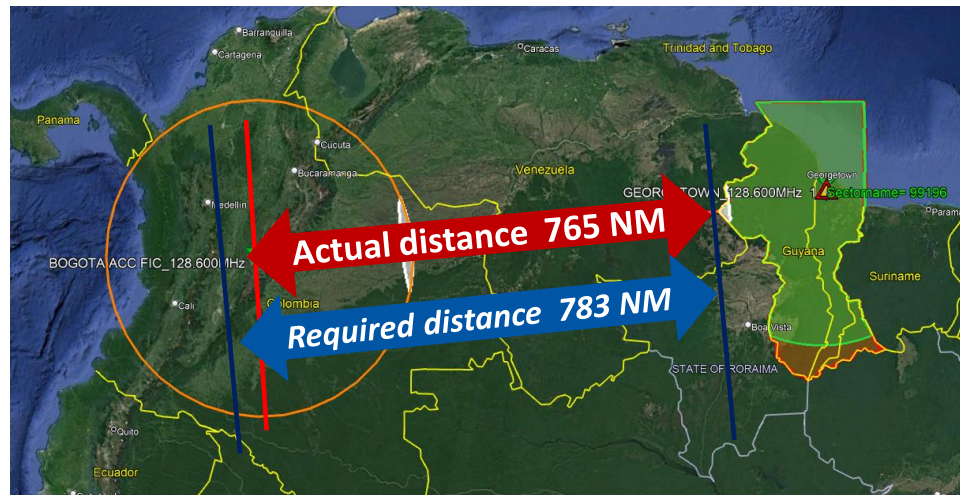 Barranquilla
Cartagena
Caracas
Trinidad and Tobago
Panama
Cucuta
Bucaramanga
Venezuela
Georgetown
GEORGETOWN_128.600MHz
Sectorname= 99196
Medellin
Parama
Actual distance 765 NM
BOGOTA ACC FIC_128.600MHz
Guyana
Suriname
Cali
Colombia
Required distance 783 NM
Boa Vista
STATE OF RORAIMA
Quito
Ecuador